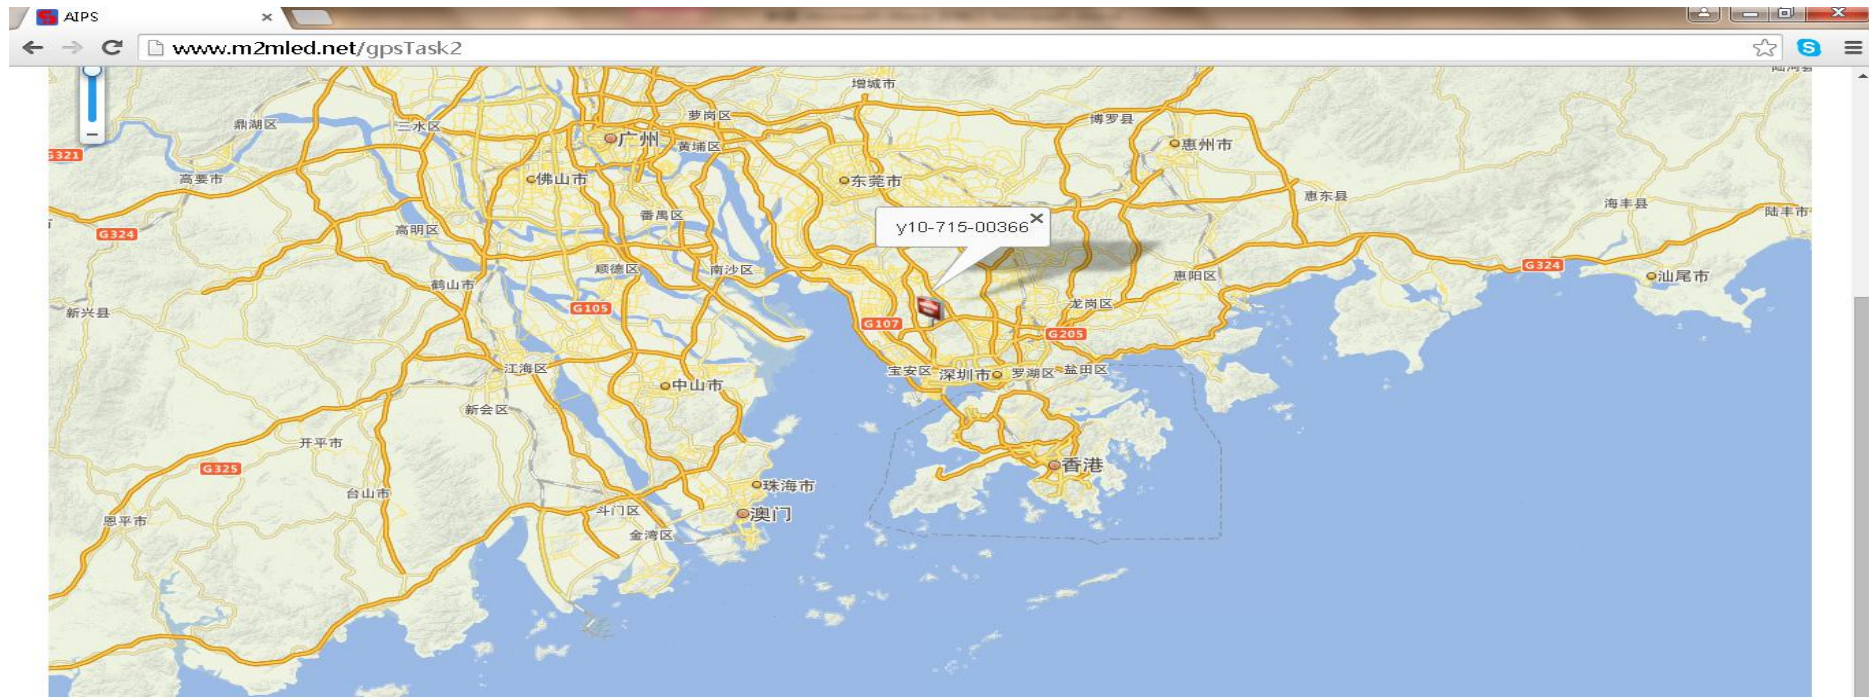 AIPS
www.m2mled.net/gpsTask2
增城市
鼎湖区
三水区
萝岗区
博罗县
广州
黄埔区
惠州市
G321
高要市
佛山市
东莞市
惠东县
海丰县
陆丰市
番禺区
y10-715-00366
G324
高明区
顺德区
南沙区
惠阳区
G324
汕尾市
鹤山市
新兴县
G105
G107
龙岗区
G205
江海区
中山市
宝安区
深圳市
罗湖区
盐田区
新会区
开平市
G325
香港
台山市
珠海市
恩平市
斗门区
澳门
金湾区